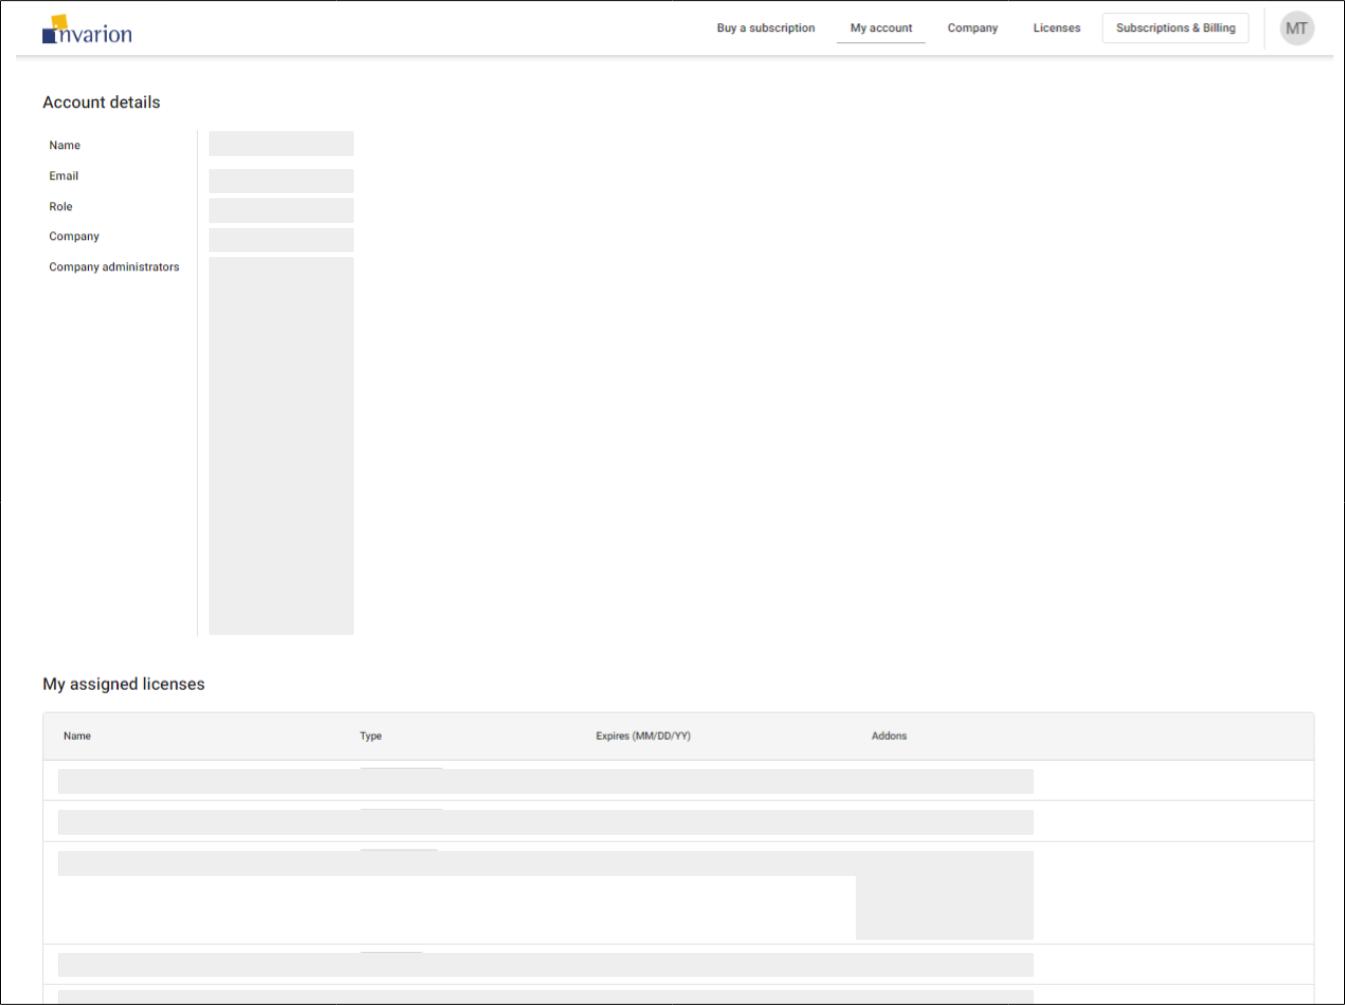 invarion
Buy a subscription
My account
Company
Licenses
Subscriptions & Billing
MT
Account details
Name
Email
Role
Company
Company administrators
My assigned licenses
Name
Type
Expires (MM/DD/YY)
Addons